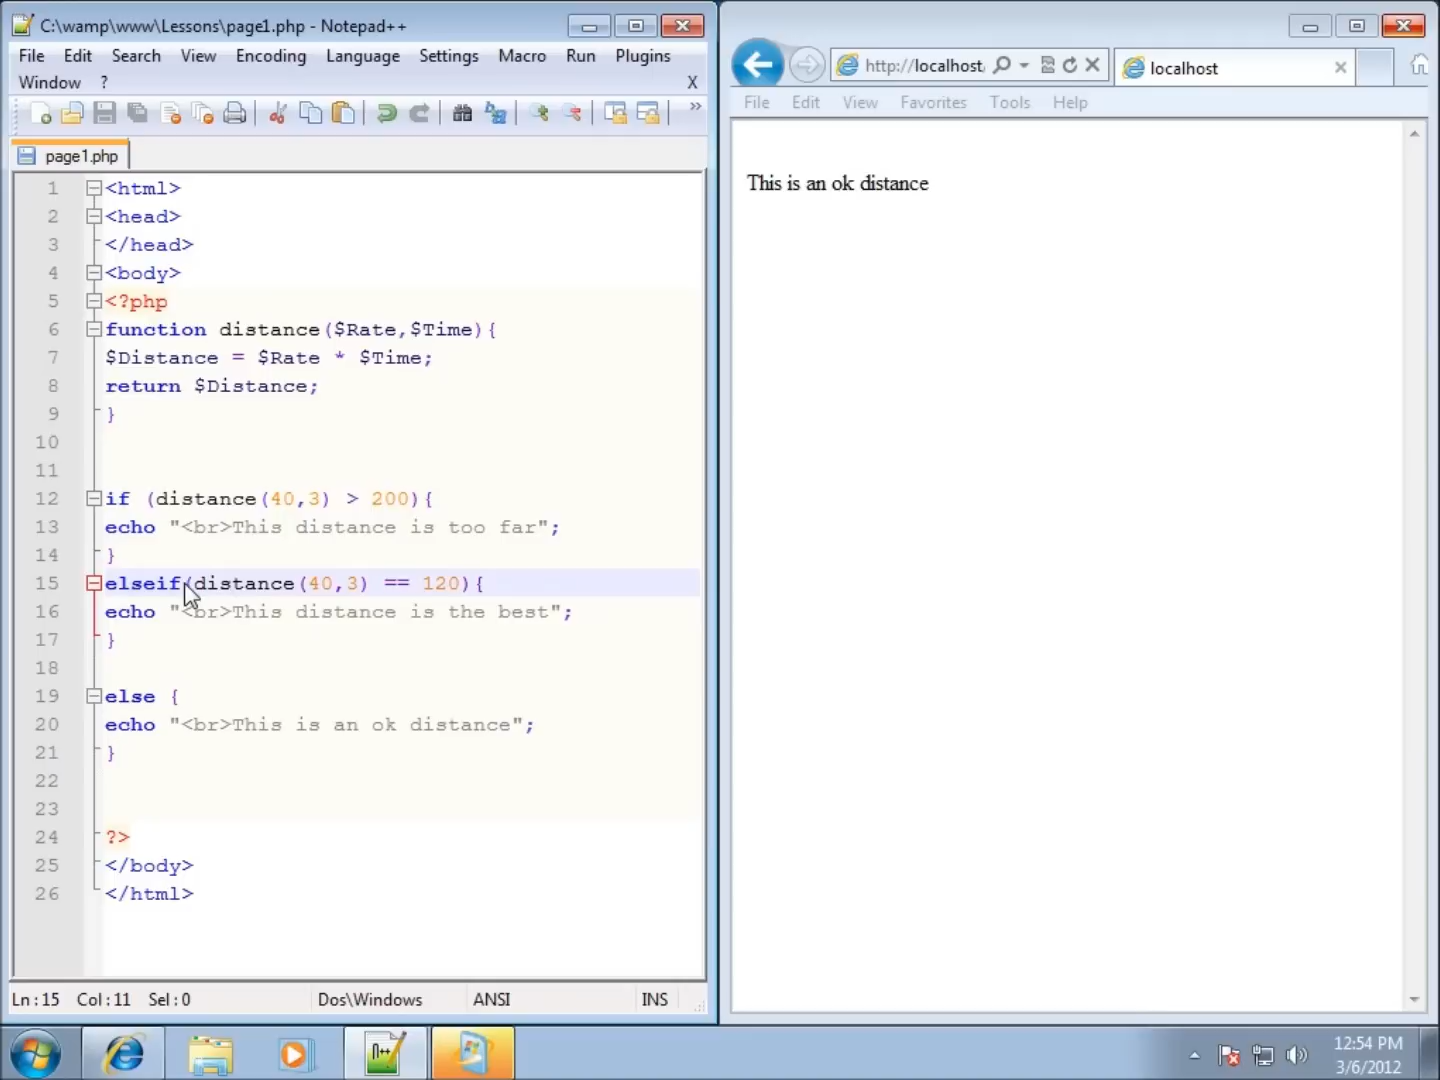 C:\wamp\www\Lessons\page1.php - Notepad++
File Edit Search View Encoding Language Settings Macro Run Plugins
Window ? X
page1.php
1 <html>
2 <head>
3 </head>
4 <body>
5 <?php
6 function distance($Rate,$Time){
7 $Distance = $Rate * $Time;
8 return $Distance;
9 }
10
11
12 if (distance(40,3) > 200){
13 echo "<br>This distance is too far";
14 }
15 elseif(distance(40,3) == 120){
16 echo "<br>This distance is the best";
17 }
18
19 else {
20 echo "<br>This is an ok distance";
21 }
22
23
24 ?>
25 </body>
26 </html>
Ln:15 Col:11 Sel:0 Dos\Windows ANSI INS
http://localhost localhost
File Edit View Favorites Tools Help
This is an ok distance
n++
12:54 PM
3/6/2012